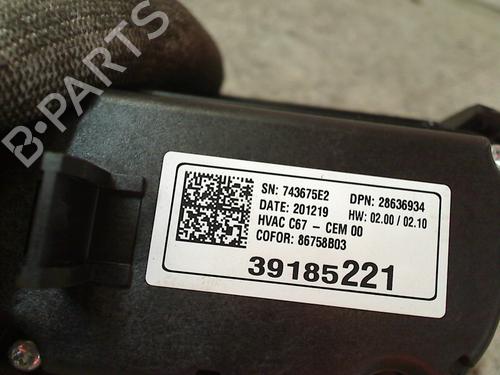 SN: 743675E2 DPN: 28636934
DATE: 201219 HW: 02.00 / 02.10
HVAC C67 - CEM 00
COFOR: 86758B03
39185221
B-PARTS